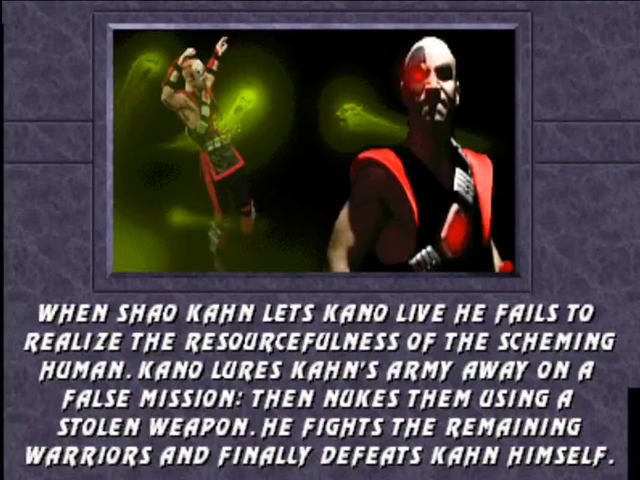 WHEN SHAO KAHN LETS KANO LIVE HE FAILS TO
REALIZE THE RESOURCEFULNESS OF THE SCHEMING
HUMAN. KANO LURES KAHN'S ARMY AWAY ON A
FALSE MISSION: THEN NUKES THEM USING A
STOLEN WEAPON. HE FIGHTS THE REMAINING
WARRIORS AND FINALLY DEFEATS KAHN HIMSELF.